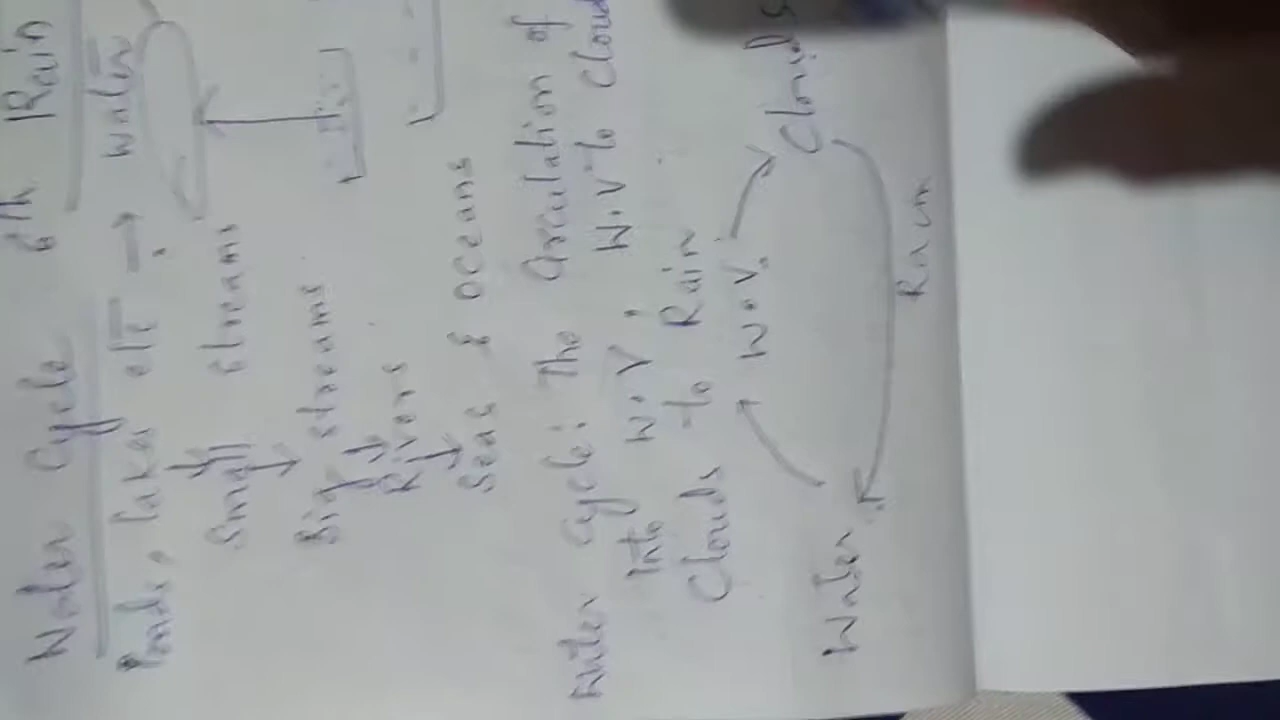 Water Cycle 6th Rain
Ponds, lakes etc → water
↓
Small streams
↓
Big streams
↓
Rivers
↓
Seas & oceans
Water Cycle: The Circulation of
into W.V; W.V to Cloud
Clouds to Rain
Water W.V. Clouds
Rain